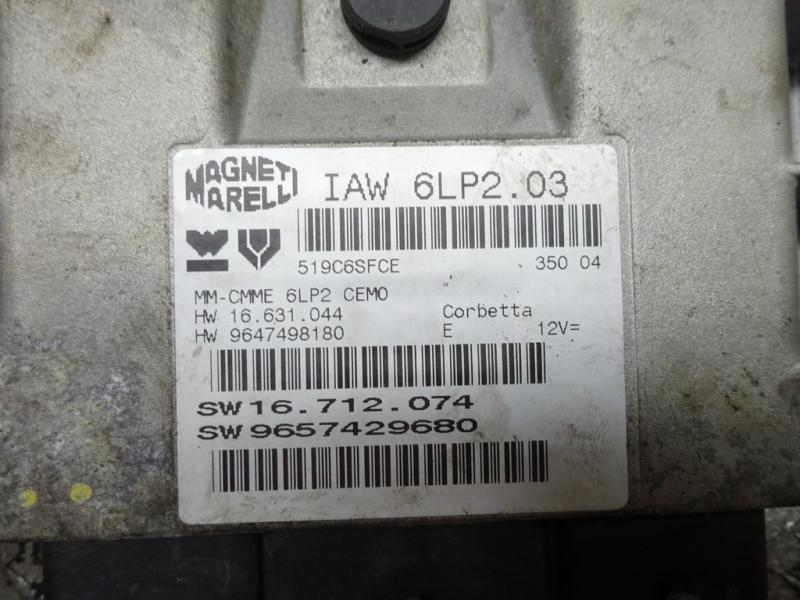 MAGNETI MARELLI IAW 6LP2.03
519C6SFCE 350 04
MM-CMME 6LP2 CEMO
HW 16.631.044 Corbetta
HW 9647498180 E 12V=
SW 16.712.074
SW 9657429680